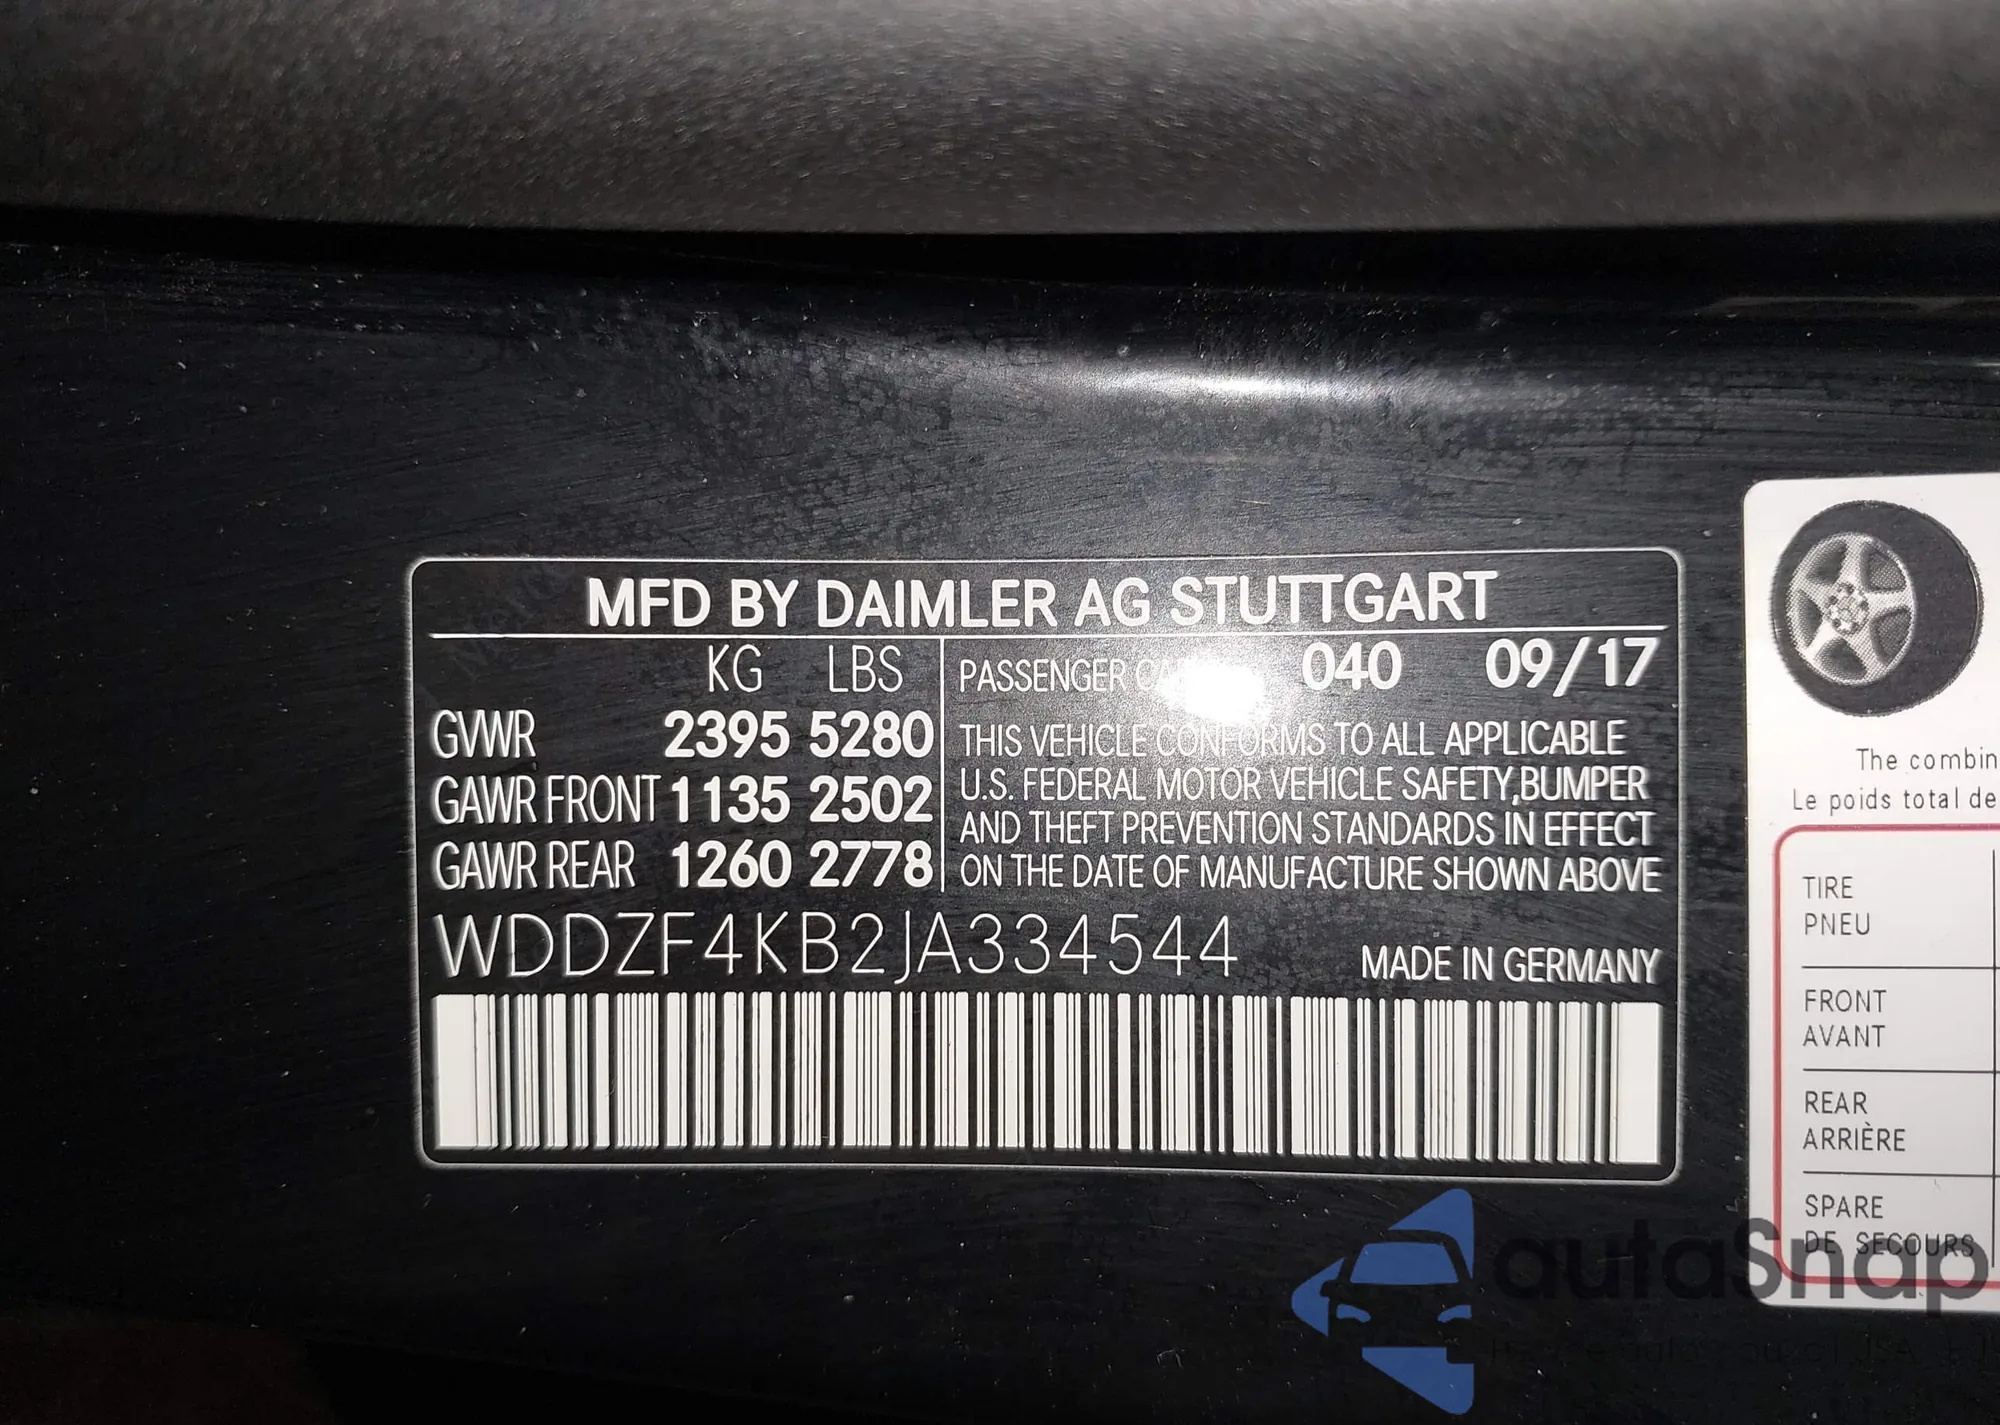 MFD BY DAIMLER AG STUTTGART
KG LBS
GVWR 2395 5280
GAWR FRONT 1135 2502
GAWR REAR 1260 2778
PASSENGER 040 09/17
THIS VEHICLE CONFORMS TO ALL APPLICABLE
U.S. FEDERAL MOTOR VEHICLE SAFETY,BUMPER
AND THEFT PREVENTION STANDARDS IN EFFECT
ON THE DATE OF MANUFACTURE SHOWN ABOVE
WDDZF4KB2JA334544
MADE IN GERMANY
The combin
Le poids total de
TIRE
PNEU
FRONT
AVANT
REAR
ARRIÈRE
SPARE
DE SECOURS
autaSnap